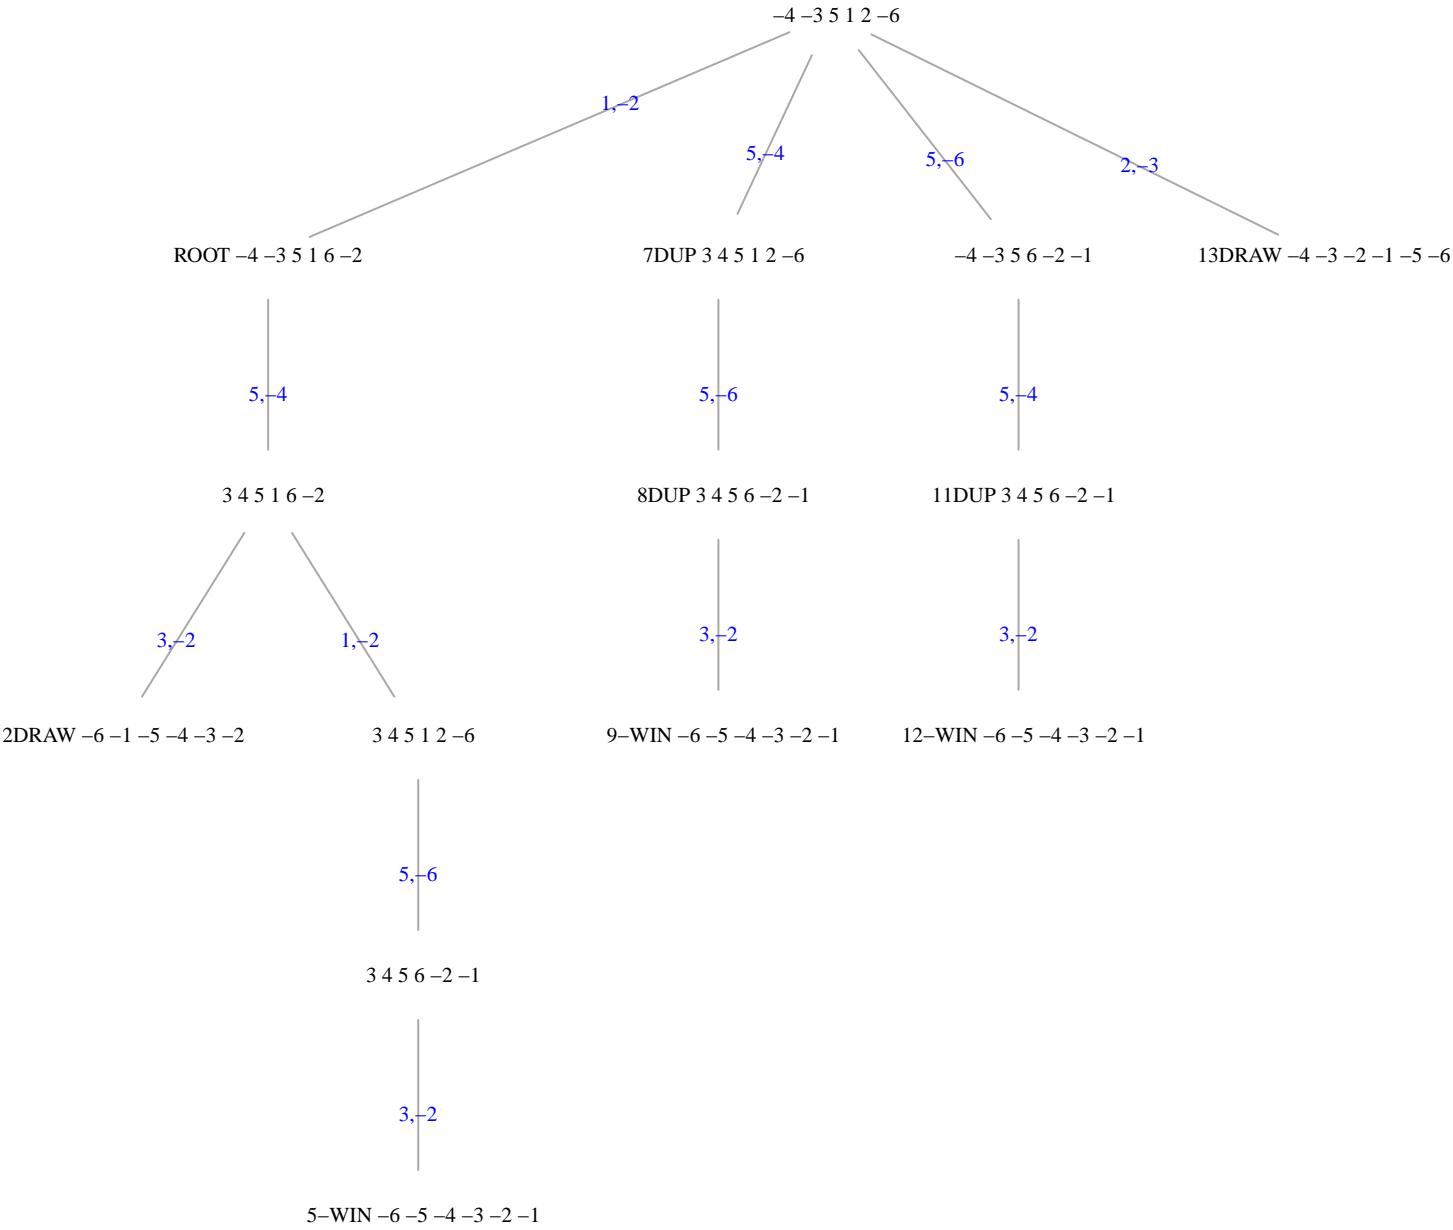 –4 –3 5 1 2 –6
1,–2
5,–4
5,–6
2,–3
ROOT –4 –3 5 1 6 –2
7DUP 3 4 5 1 2 –6
–4 –3 5 6 –2 –1
13DRAW –4 –3 –2 –1 –5 –6
5,–4
5,–6
5,–4
3 4 5 1 6 –2
8DUP 3 4 5 6 –2 –1
11DUP 3 4 5 6 –2 –1
3,–2
1,–2
3,–2
3,–2
2DRAW –6 –1 –5 –4 –3 –2
3 4 5 1 2 –6
9–WIN –6 –5 –4 –3 –2 –1
12–WIN –6 –5 –4 –3 –2 –1
5,–6
3 4 5 6 –2 –1
3,–2
5–WIN –6 –5 –4 –3 –2 –1